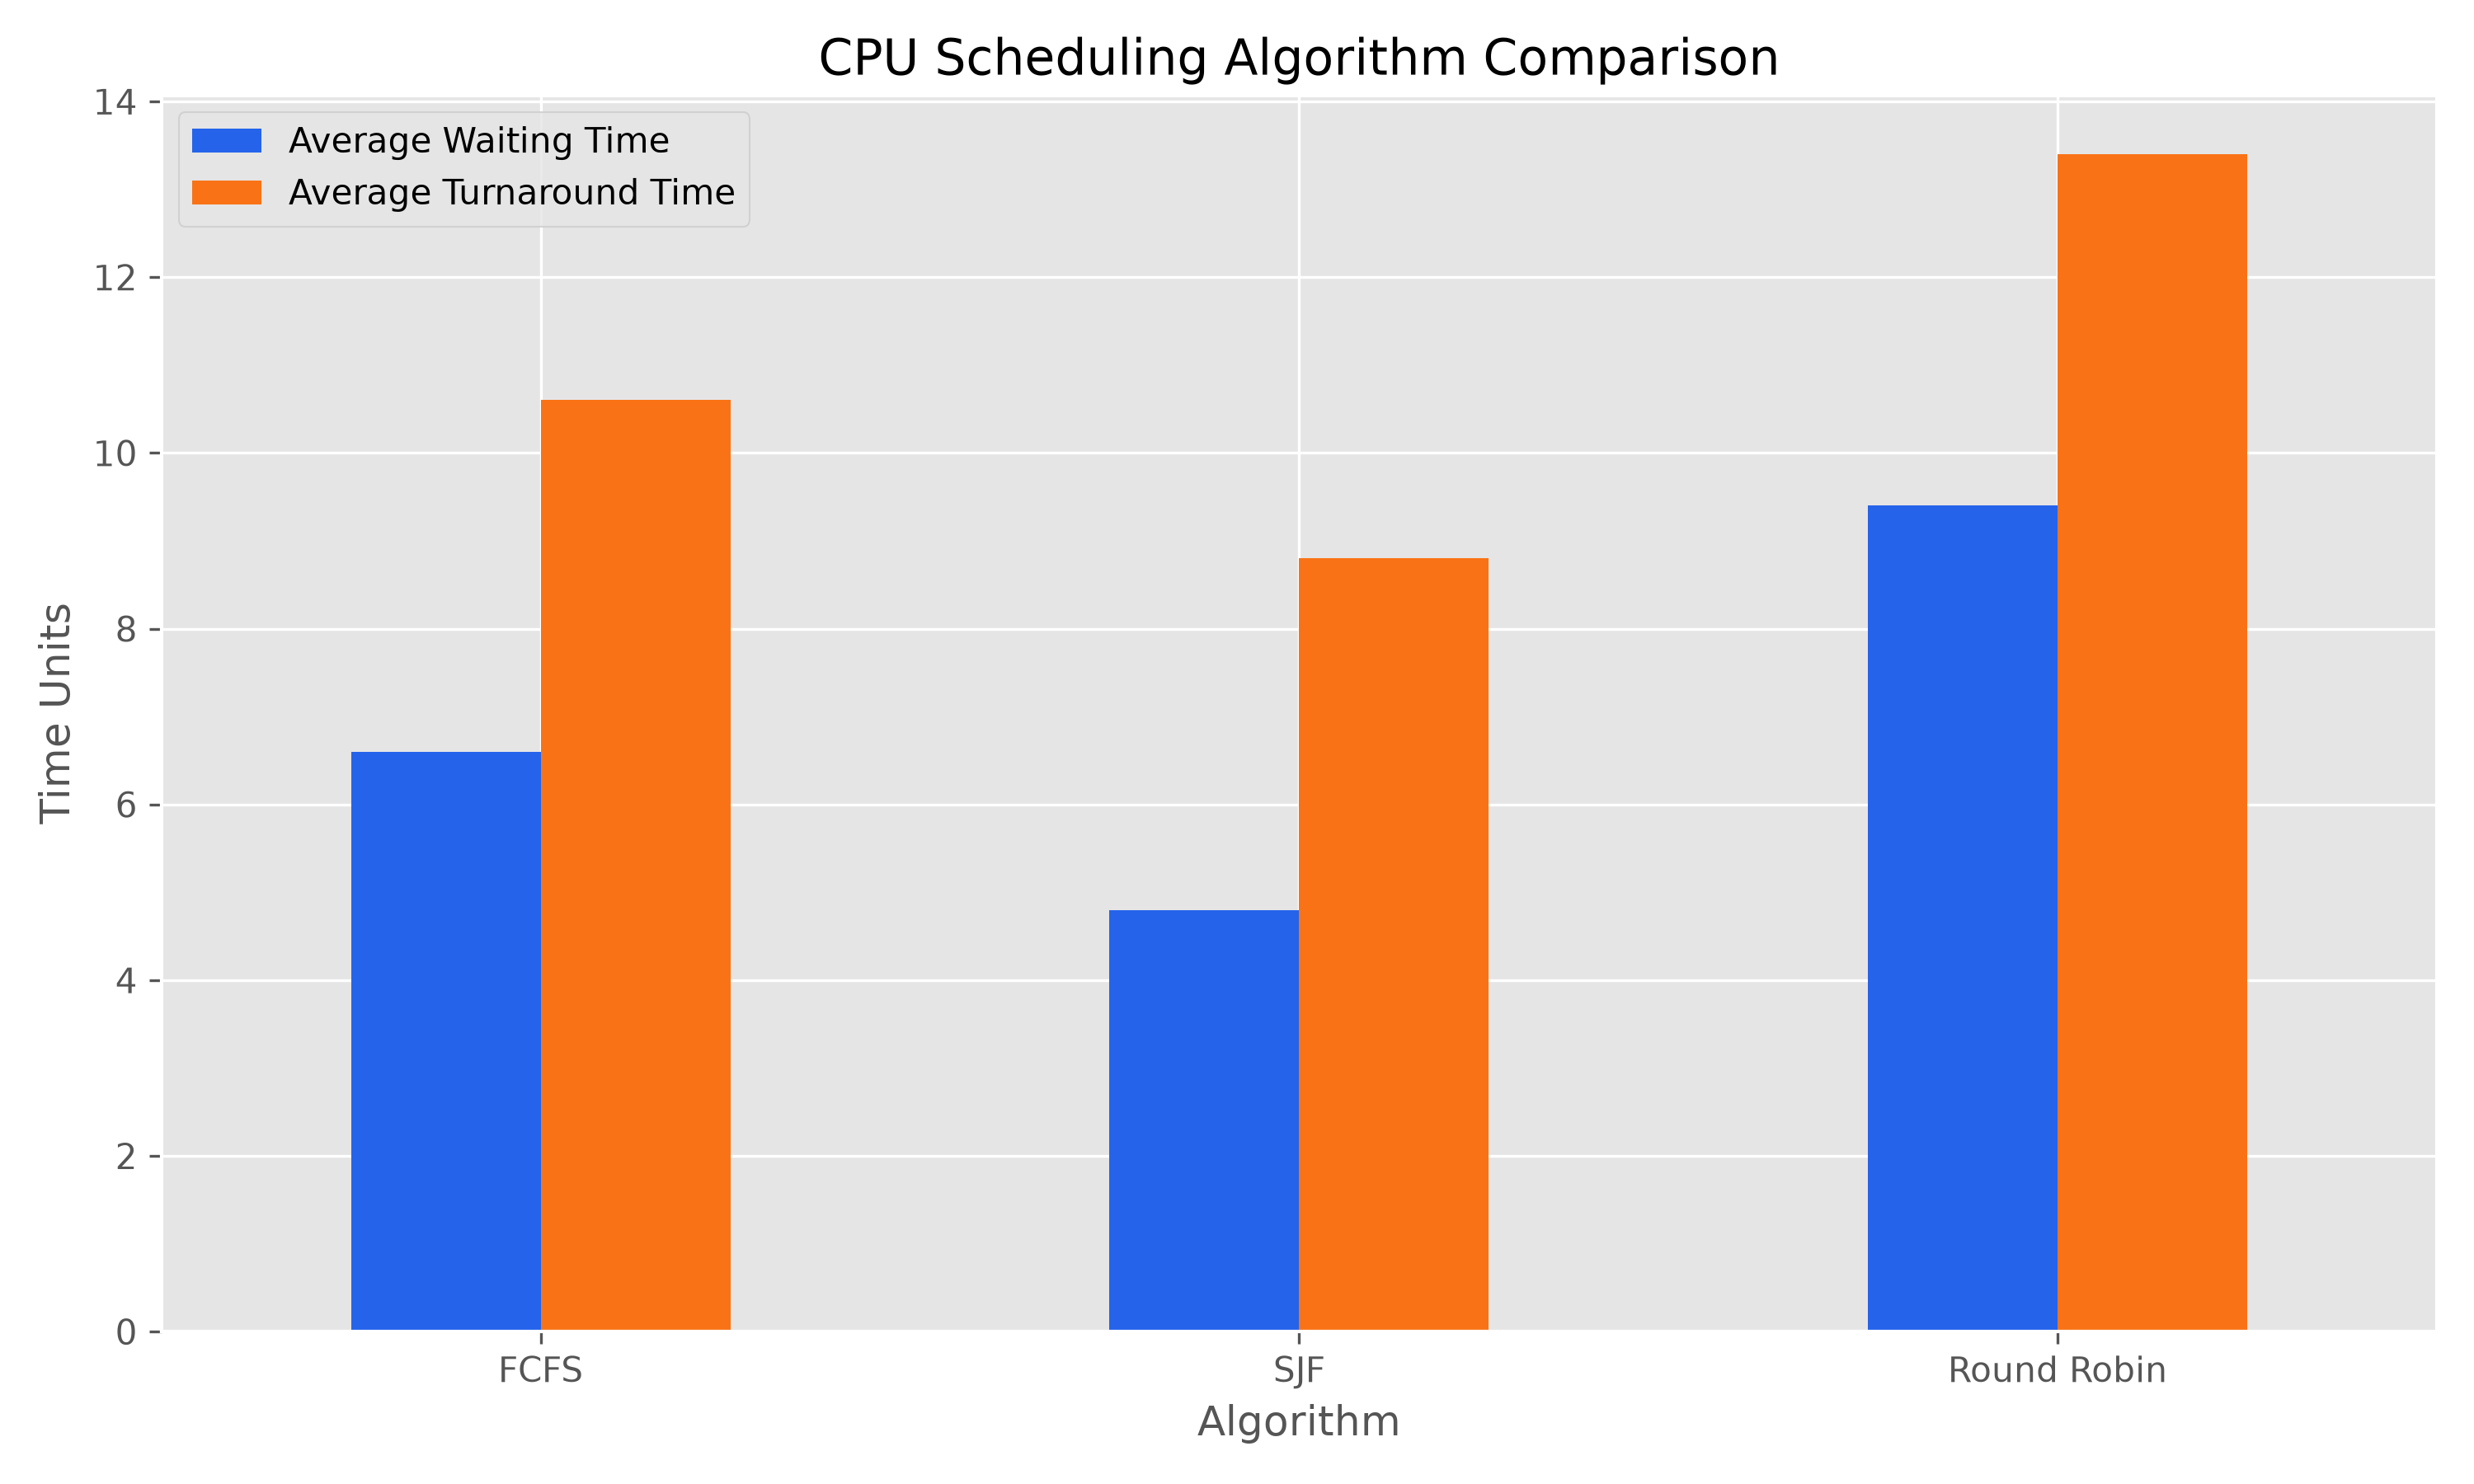 CPU Scheduling Algorithm Comparison
Average Waiting Time
Average Turnaround Time
14
12
10
8
6
4
2
0
Time Units
FCFS
SJF
Round Robin
Algorithm